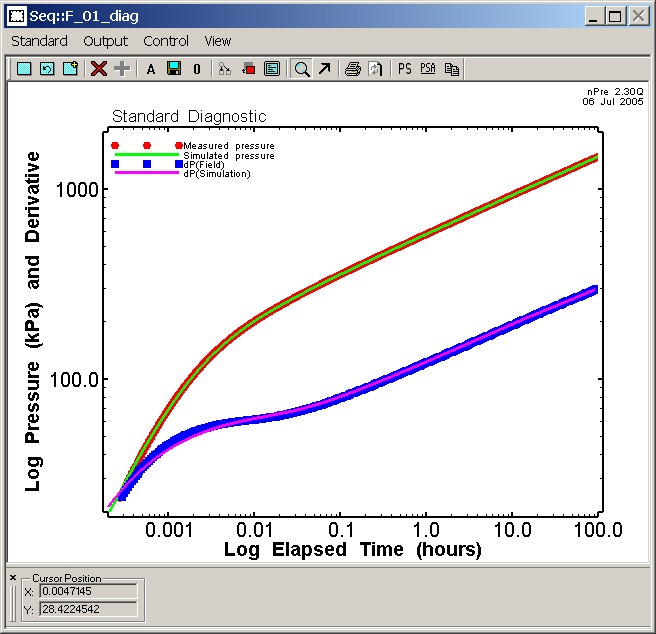 Seq::F_01_diag
Standard Output Control View
A 0 PS PSA
nPre 2.30Q
06 Jul 2005
Standard Diagnostic
Measured pressure
Simulated pressure
dP(Field)
dP(Simulation)
Log Pressure (kPa) and Derivative
1000
100.0
0.001 0.01 0.1 1.0 10.0 100.0
Log Elapsed Time (hours)
Cursor Position
X: 0.0047145
Y: 28.4224542